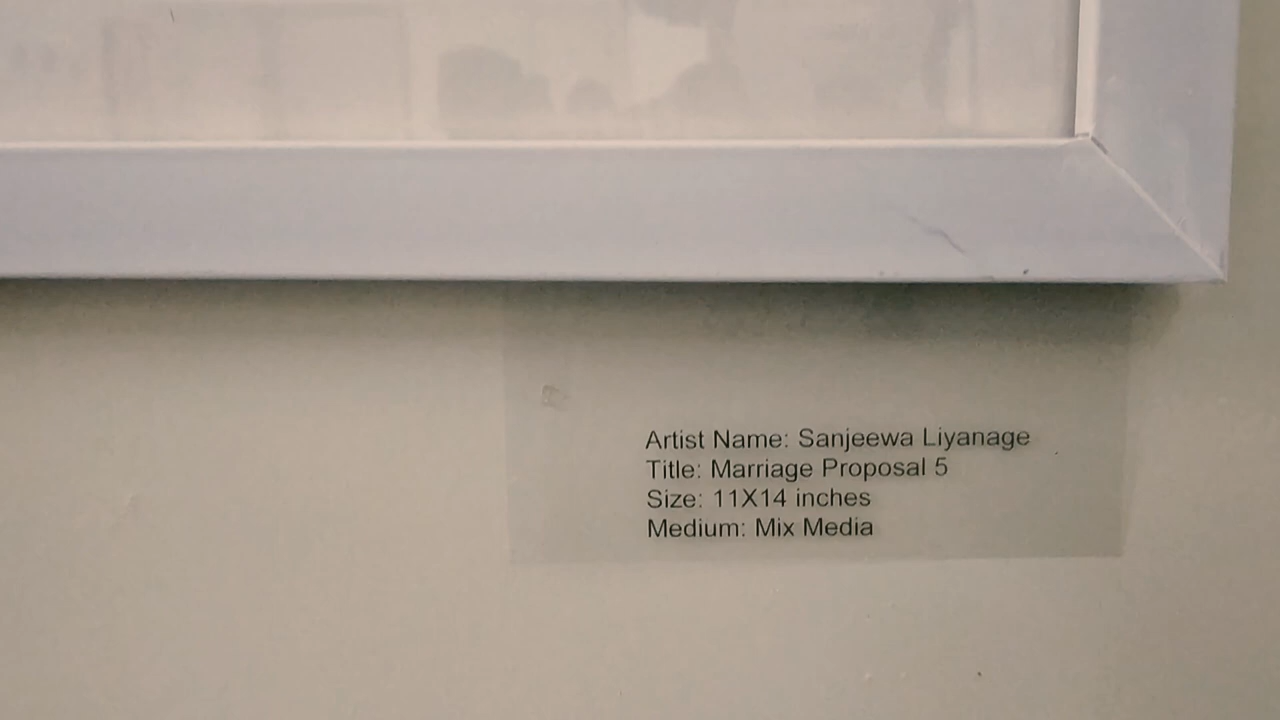 Artist Name: Sanjeewa Liyanage
Title: Marriage Proposal 5
Size: 11X14 inches
Medium: Mix Media